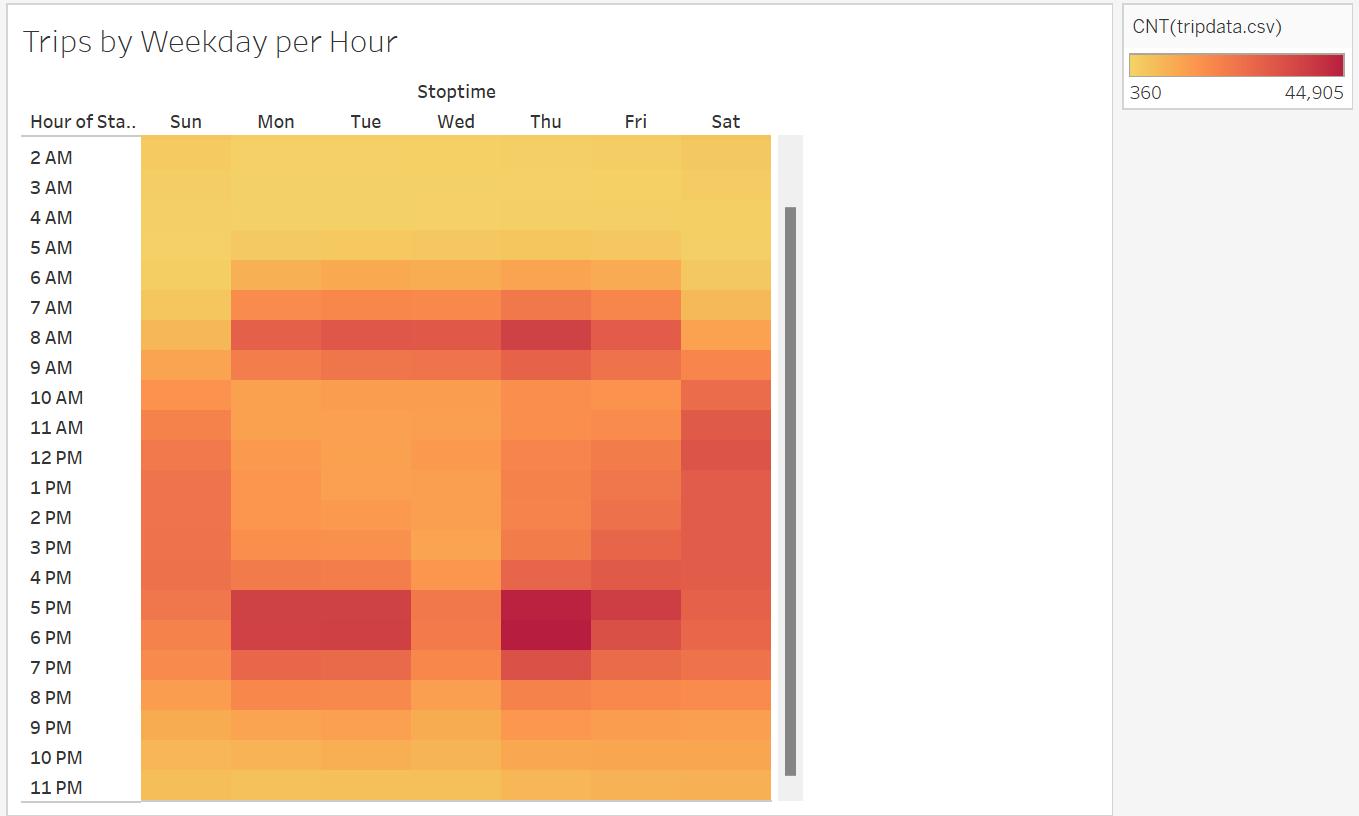 Trips by Weekday per Hour
Stoptime
Hour of Sta.. Sun Mon Tue Wed Thu Fri Sat
2 AM
3 AM
4 AM
5 AM
6 AM
7 AM
8 AM
9 AM
10 AM
11 AM
12 PM
1 PM
2 PM
3 PM
4 PM
5 PM
6 PM
7 PM
8 PM
9 PM
10 PM
11 PM
CNT(tripdata.csv)
360 44,905